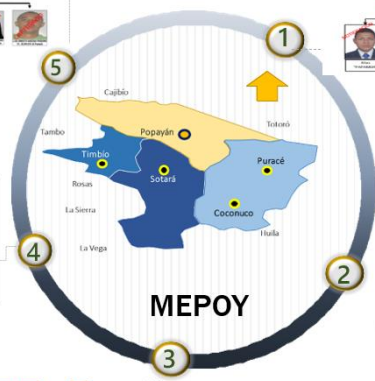 1
5
Cajibío
Tambo
Popayán
Totoró
Timbío
Puracé
Sotará
Rosas
La Sierra
Coconuco
La Vega
Huila
4
2
MEPOY
3